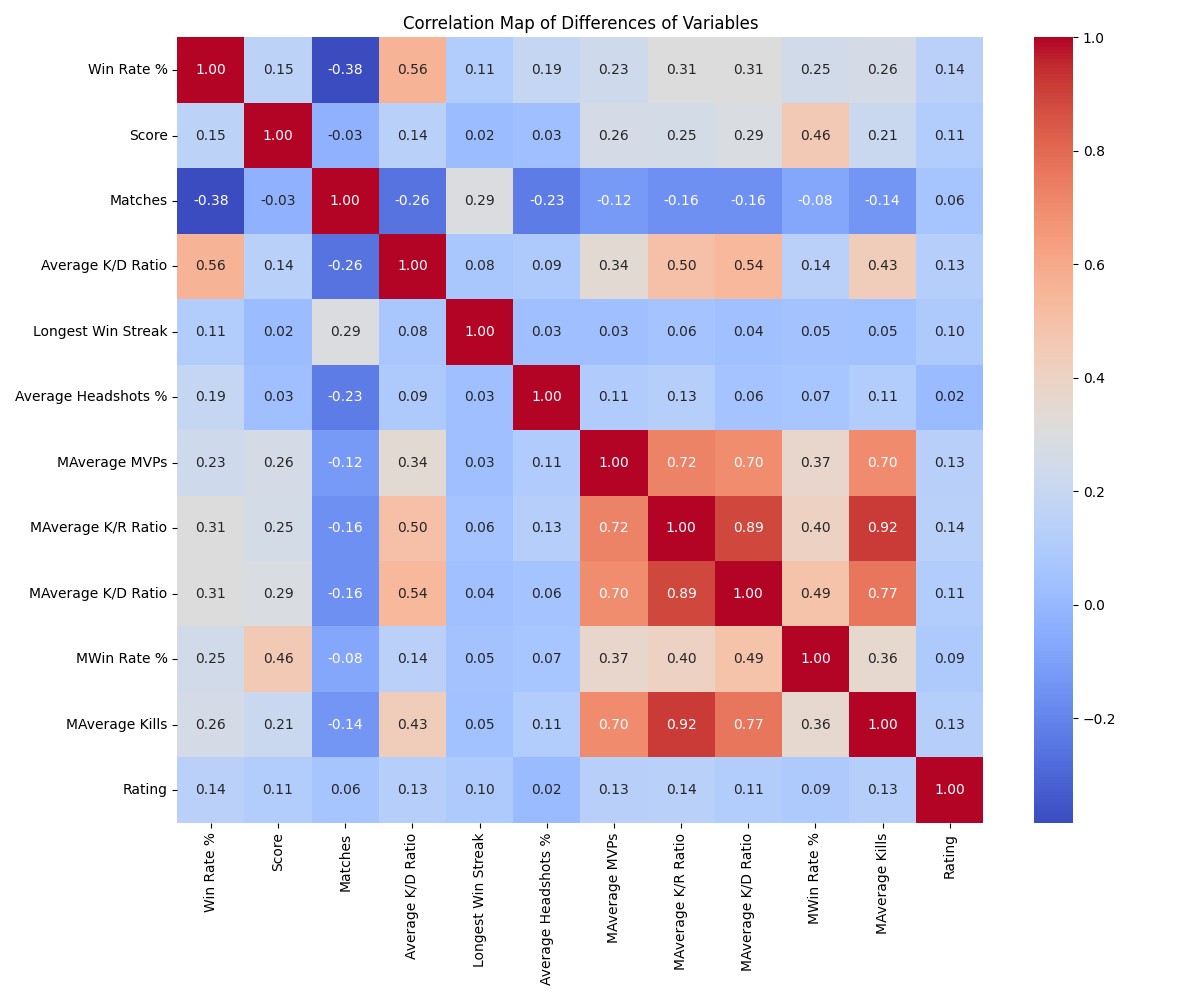 Correlation Map of Differences of Variables
Win Rate % 1.00 0.15 -0.38 0.56 0.11 0.19 0.23 0.31 0.31 0.25 0.26 0.14
Score 0.15 1.00 -0.03 0.14 0.02 0.03 0.26 0.25 0.29 0.46 0.21 0.11
Matches -0.38 -0.03 1.00 -0.26 0.29 -0.23 -0.12 -0.16 -0.16 -0.08 -0.14 0.06
Average K/D Ratio 0.56 0.14 -0.26 1.00 0.08 0.09 0.34 0.50 0.54 0.14 0.43 0.13
Longest Win Streak 0.11 0.02 0.29 0.08 1.00 0.03 0.03 0.06 0.04 0.05 0.05 0.10
Average Headshots % 0.19 0.03 -0.23 0.09 0.03 1.00 0.11 0.13 0.06 0.07 0.11 0.02
MAverage MVPs 0.23 0.26 -0.12 0.34 0.03 0.11 1.00 0.72 0.70 0.37 0.70 0.13
MAverage K/R Ratio 0.31 0.25 -0.16 0.50 0.06 0.13 0.72 1.00 0.89 0.40 0.92 0.14
MAverage K/D Ratio 0.31 0.29 -0.16 0.54 0.04 0.06 0.70 0.89 1.00 0.49 0.77 0.11
MWin Rate % 0.25 0.46 -0.08 0.14 0.05 0.07 0.37 0.40 0.49 1.00 0.36 0.09
MAverage Kills 0.26 0.21 -0.14 0.43 0.05 0.11 0.70 0.92 0.77 0.36 1.00 0.13
Rating 0.14 0.11 0.06 0.13 0.10 0.02 0.13 0.14 0.11 0.09 0.13 1.00
Win Rate %
Score
Matches
Average K/D Ratio
Longest Win Streak
Average Headshots %
MAverage MVPs
MAverage K/R Ratio
MAverage K/D Ratio
MWin Rate %
MAverage Kills
Rating
1.0
0.8
0.6
0.4
0.2
0.0
−0.2